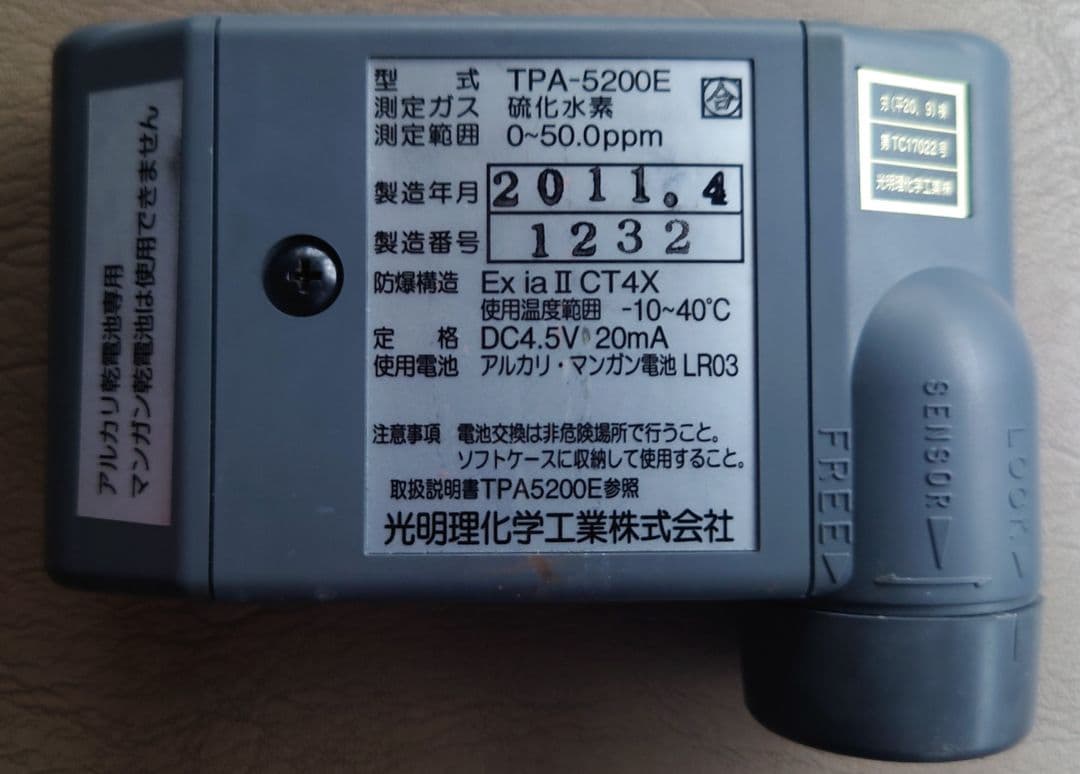 アルカリ乾電池専用
マンガン乾電池は使用できません
型 式 TPA-5200E
合
測定ガス 硫化水素
測定範囲 0~50.0ppm
製造年月 2011.4
製造番号 1232
防爆構造 Ex ia II CT4X
使用温度範囲 -10~40℃
定 格 DC4.5V 20mA
使用電池 アルカリ・マンガン電池 LR03
注意事項 電池交換は非危険場所で行うこと。
ソフトケースに収納して使用すること。
取扱説明書TPA5200E参照
光明理化学工業株式会社
労(平20、9)検
第TC17022号
光明理化学工業㈱
FREE
SENSOR
LOCK